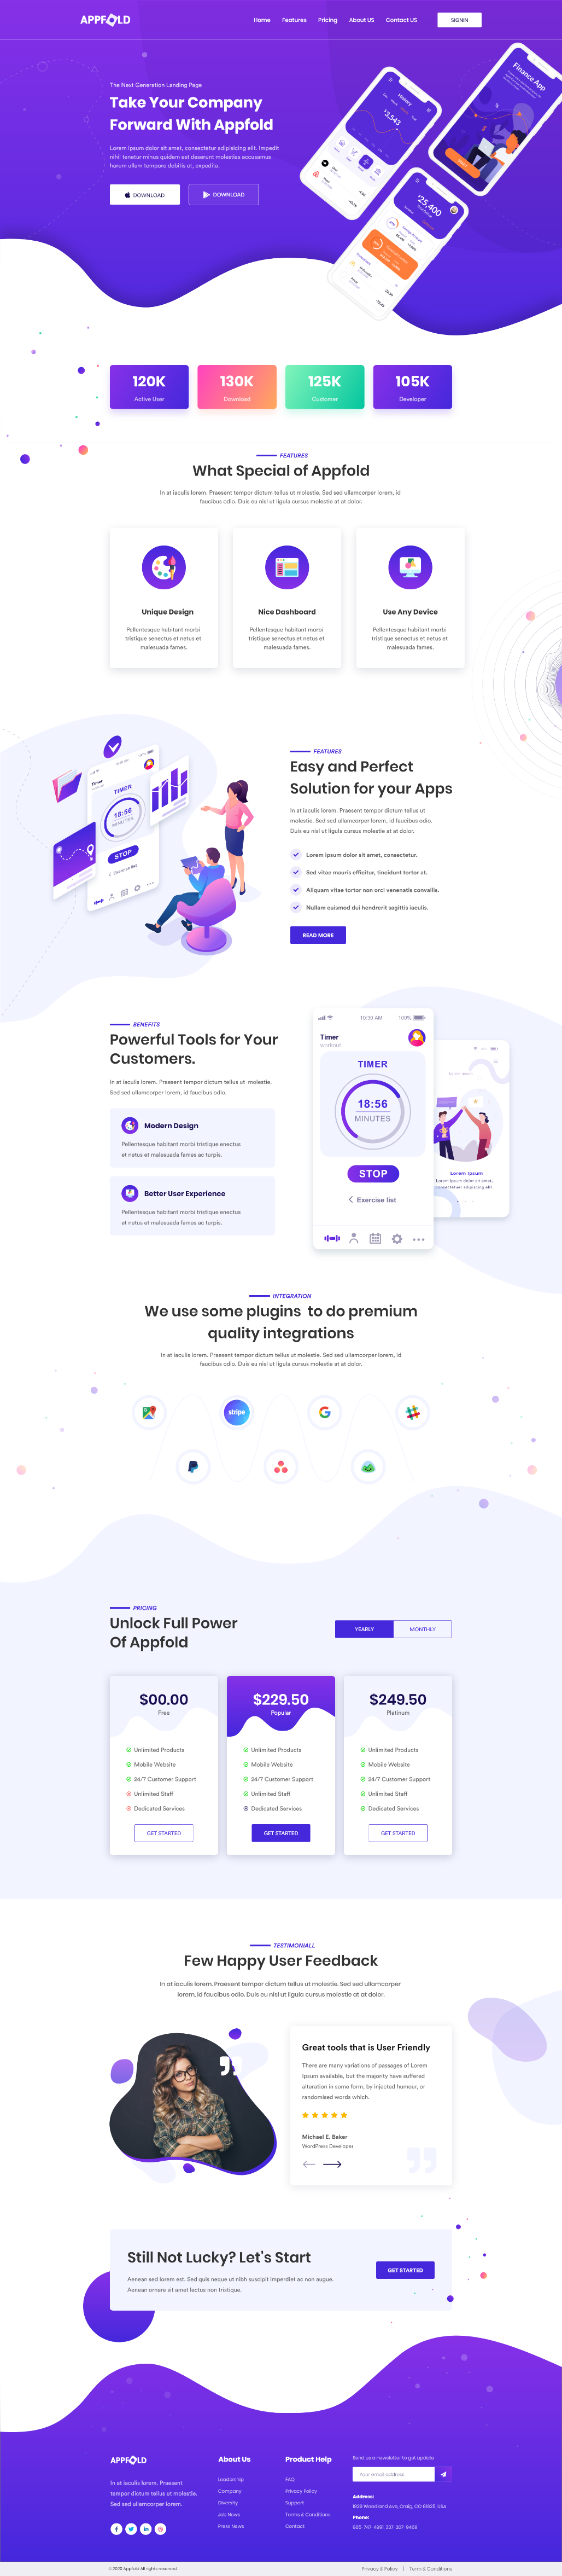 APPFOLD
Home Features Pricing About US Contact US SIGNIN
The Next Generation Landing Page
Take Your Company
Forward With Appfold
Lorem ipsum dolor sit amet, consectetur adipisicing elit. Impedit
nihil tenetur minus quidem est deserunt molestias accusamus
harum ullam tempore debitis et, expedita.
DOWNLOAD DOWNLOAD
History
$3,543
Finance App
$25,400
120K 130K 125K 105K
Active User Download Customer Developer
FEATURES
What Special of Appfold
In at iaculis lorem. Praesent tempor dictum tellus ut molestie. Sed sed ullamcorper lorem, id
faucibus odio. Duis eu nisl ut ligula cursus molestie at at dolor.
Unique Design
Pellentesque habitant morbi
tristique senectus et netus et
malesuada fames.
Nice Dashboard
Pellentesque habitant morbi
tristique senectus et netus et
malesuada fames.
Use Any Device
Pellentesque habitant morbi
tristique senectus et netus et
malesuada fames.
Timer
TIMER
18:56
MINUTES
STOP
Exercise list
FEATURES
Easy and Perfect
Solution for your Apps
In at iaculis lorem. Praesent tempor dictum tellus ut
molestie. Sed sed ullamcorper lorem, id faucibus odio.
Duis eu nisl ut ligula cursus molestie at at dolor.
Lorem ipsum dolor sit amet, consectetur.
Sed vitae mauris efficitur, tincidunt tortor at.
Aliquam vitae tortor non orci venenatis convallis.
Nullam euismod dui hendrerit sagittis iaculis.
READ MORE
BENEFITS
Powerful Tools for Your
Customers.
In at iaculis lorem. Praesent tempor dictum tellus ut molestie.
Sed sed ullamcorper lorem, id faucibus odio.
Modern Design
Pellentesque habitant morbi tristique enectus
et netus et malesuada fames ac turpis.
Better User Experience
Pellentesque habitant morbi tristique enectus
et netus et malesuada fames ac turpis.
10:30 AM 100%
Timer
workout
TIMER
18:56
MINUTES
STOP
Exercise list
Lorem ipsum
Lorem Ipsum
Lorem ipsum dolor sit amet,
consectetuer adipiscing elit.
INTEGRATION
We use some plugins to do premium
quality integrations
In at iaculis lorem. Praesent tempor dictum tellus ut molestie. Sed sed ullamcorper lorem, id
faucibus odio. Duis eu nisl ut ligula cursus molestie at at dolor.
stripe
PRICING
Unlock Full Power
Of Appfold
YEARLY MONTHLY
$00.00
Free
Unlimited Products
Mobile Website
24/7 Customer Support
Unlimited Staff
Dedicated Services
GET STARTED
$229.50
Popular
Unlimited Products
Mobile Website
24/7 Customer Support
Unlimited Staff
Dedicated Services
GET STARTED
$249.50
Platinum
Unlimited Products
Mobile Website
24/7 Customer Support
Unlimited Staff
Dedicated Services
GET STARTED
TESTIMONIALL
Few Happy User Feedback
In at iaculis lorem. Praesent tempor dictum tellus ut molestie. Sed sed ullamcorper
lorem, id faucibus odio. Duis eu nisl ut ligula cursus molestie at at dolor.
Great tools that is User Friendly
There are many variations of passages of Lorem
Ipsum available, but the majority have suffered
alteration in some form, by injected humour, or
randomised words which.
Michael E. Baker
WordPress Developer
Still Not Lucky? Let's Start
Aenean sed lorem est. Sed quis neque ut nibh suscipit imperdiet ac non augue.
Aenean ornare sit amet lectus non tristique.
GET STARTED
APPFOLD
In at iaculis lorem. Praesent
tempor dictum tellus ut molestie.
Sed sed ullamcorper lorem.
About Us
Leadership
Company
Diversity
Job News
Press News
Product Help
FAQ
Privacy Policy
Support
Terms & Conditions
Contact
Send us a newsletter to get update
Your email address
Address:
1020 Woodland Ave, Craig, CO 81625, USA
Phone:
© 2020 Appfold All rights reserved.
Privacy & Policy | Term & Conditions